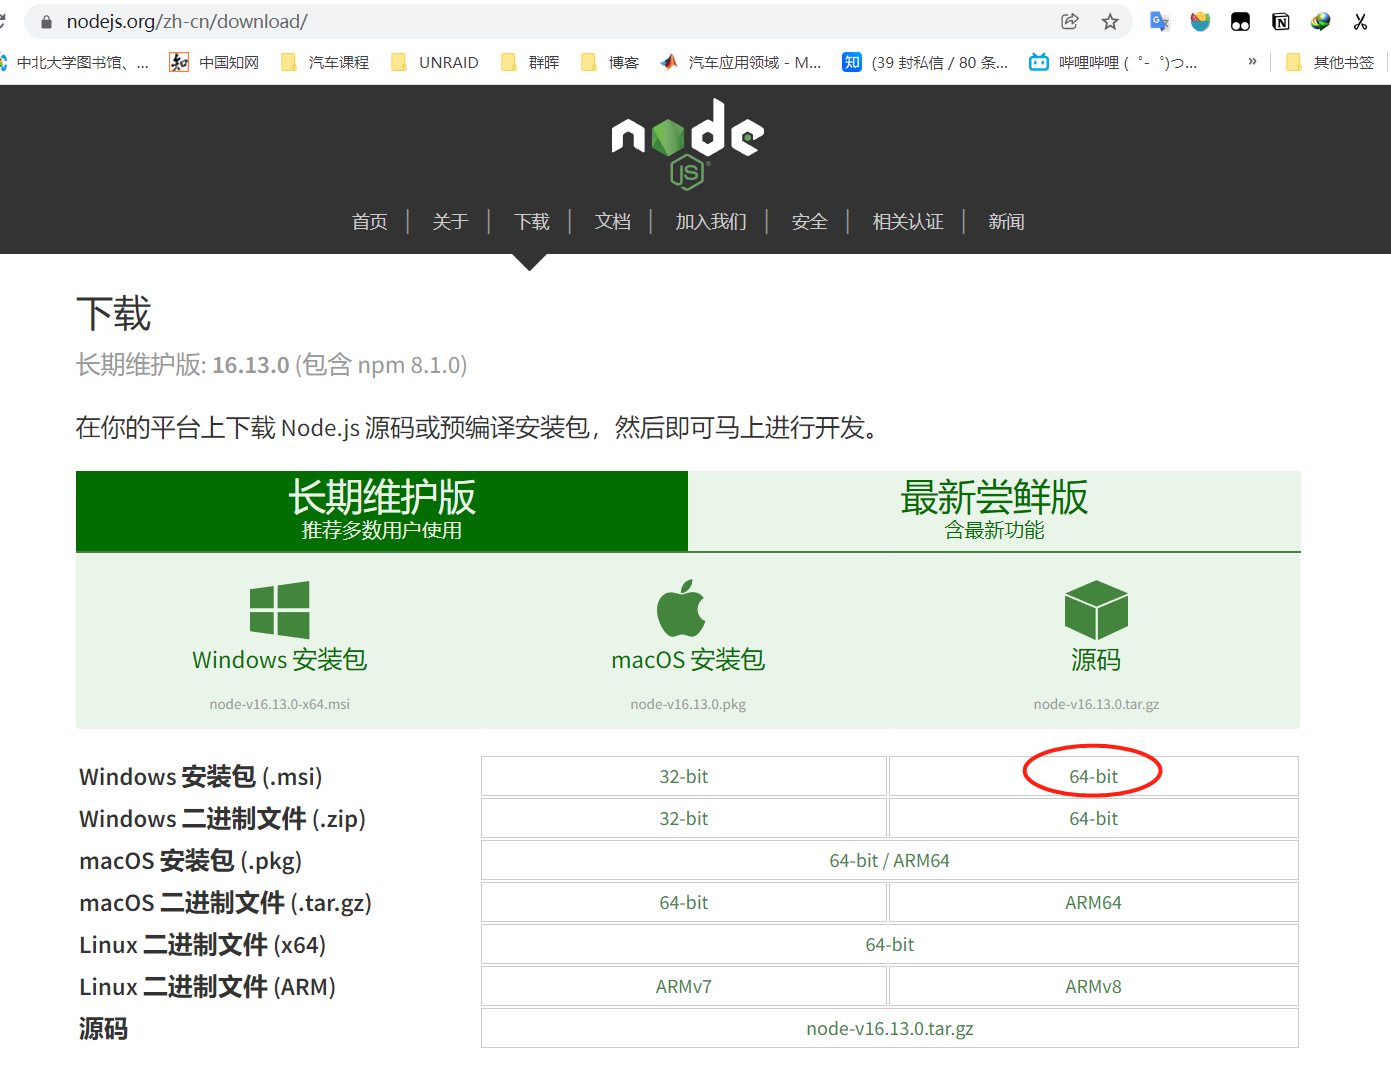 nodejs.org/zh-cn/download/
中北大学图书馆、... 中国知网 汽车课程 UNRAID 群晖 博客 汽车应用领域 - M... (39 封私信 / 80 条... 哔哩哔哩 (゜-゜)つ... » 其他书签
node
JS
首页 关于 下载 文档 加入我们 安全 相关认证 新闻
下载
长期维护版: 16.13.0 (包含 npm 8.1.0)
在你的平台上下载 Node.js 源码或预编译安装包，然后即可马上进行开发。
长期维护版
推荐多数用户使用
最新尝鲜版
含最新功能
Windows 安装包
node-v16.13.0-x64.msi
macOS 安装包
node-v16.13.0.pkg
源码
node-v16.13.0.tar.gz
Windows 安装包 (.msi) 32-bit 64-bit
Windows 二进制文件 (.zip) 32-bit 64-bit
macOS 安装包 (.pkg) 64-bit / ARM64
macOS 二进制文件 (.tar.gz) 64-bit ARM64
Linux 二进制文件 (x64) 64-bit
Linux 二进制文件 (ARM) ARMv7 ARMv8
源码 node-v16.13.0.tar.gz